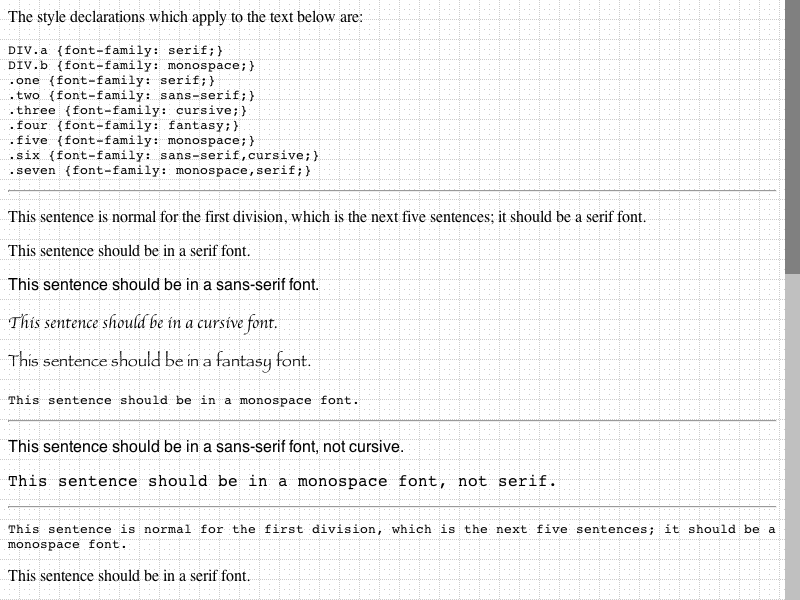 The style declarations which apply to the text below are:
DIV.a {font-family: serif;}
DIV.b {font-family: monospace;}
.one {font-family: serif;}
.two {font-family: sans-serif;}
.three {font-family: cursive;}
.four {font-family: fantasy;}
.five {font-family: monospace;}
.six {font-family: sans-serif,cursive;}
.seven {font-family: monospace,serif;}
This sentence is normal for the first division, which is the next five sentences; it should be a serif font.
This sentence should be in a serif font.
This sentence should be in a sans-serif font.
This sentence should be in a cursive font.
This sentence should be in a fantasy font.
This sentence should be in a monospace font.
This sentence should be in a sans-serif font, not cursive.
This sentence should be in a monospace font, not serif.
This sentence is normal for the first division, which is the next five sentences; it should be a
monospace font.
This sentence should be in a serif font.